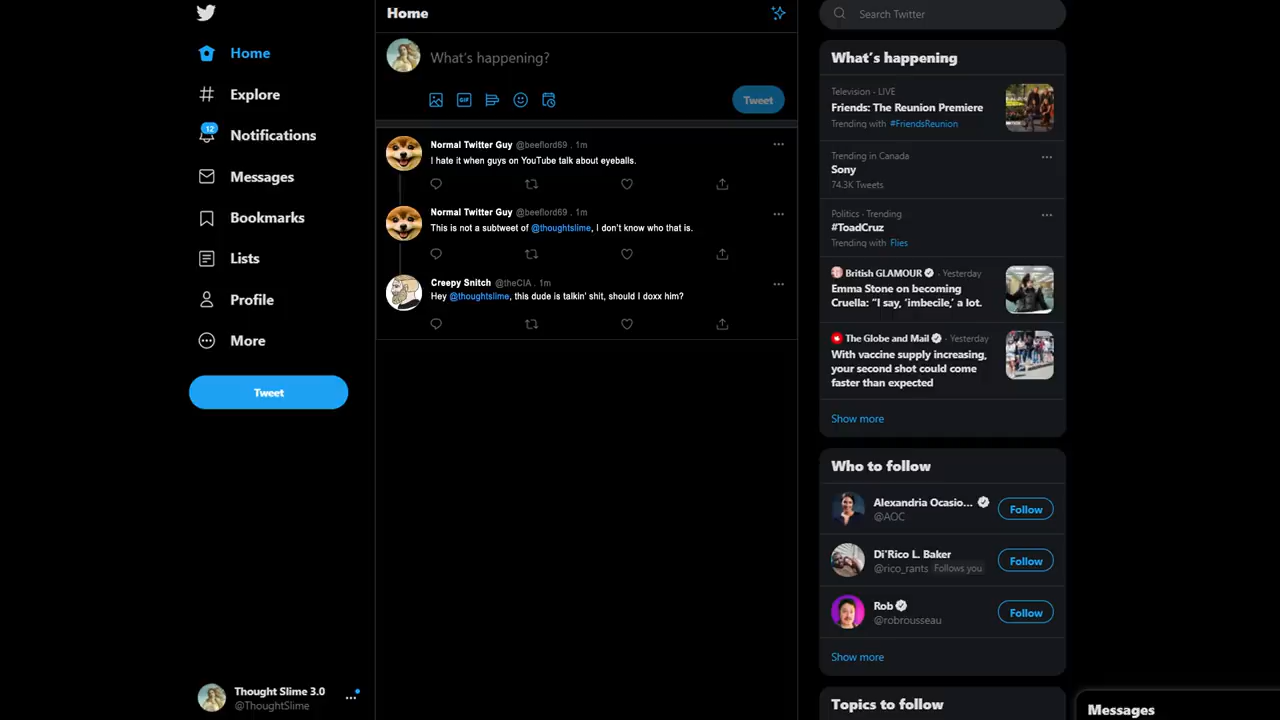 Home
Explore
12
Notifications
Messages
Bookmarks
Lists
Profile
More
Tweet
Thought Slime 3.0
@ThoughtSlime
Home
What's happening?
GIF
Tweet
Normal Twitter Guy @beeflord69 . 1m
I hate it when guys on YouTube talk about eyeballs.
Normal Twitter Guy @beeflord69 . 1m
This is not a subtweet of @thoughtslime, I don't know who that is.
Creepy Snitch @theCIA . 1m
Hey @thoughtslime, this dude is talkin' shit, should I doxx him?
Search Twitter
What's happening
Television · LIVE
Friends: The Reunion Premiere
Trending with #FriendsReunion
Trending in Canada
Sony
74.3K Tweets
Politics · Trending
#ToadCruz
Trending with Flies
British GLAMOUR · Yesterday
Emma Stone on becoming
Cruella: “I say, ‘imbecile,’ a lot.
The Globe and Mail · Yesterday
With vaccine supply increasing,
your second shot could come
faster than expected
Show more
Who to follow
Alexandria Ocasio...
@AOC
Follow
Di'Rico L. Baker
@rico_rants Follows you
Follow
Rob
@robrousseau
Follow
Show more
Topics to follow
Messages